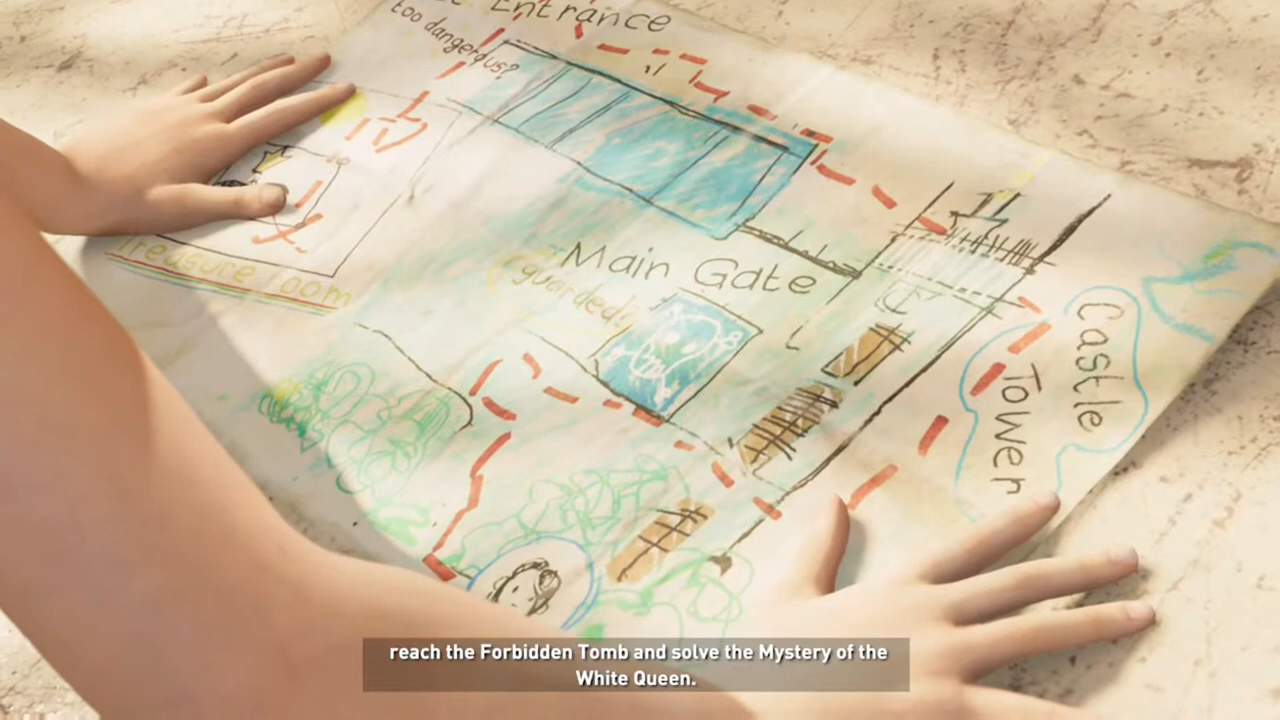 Entrance
too dangerous?
Main Gate
guarded!
Treasure room
Castle
Tower
reach the Forbidden Tomb and solve the Mystery of the
White Queen.